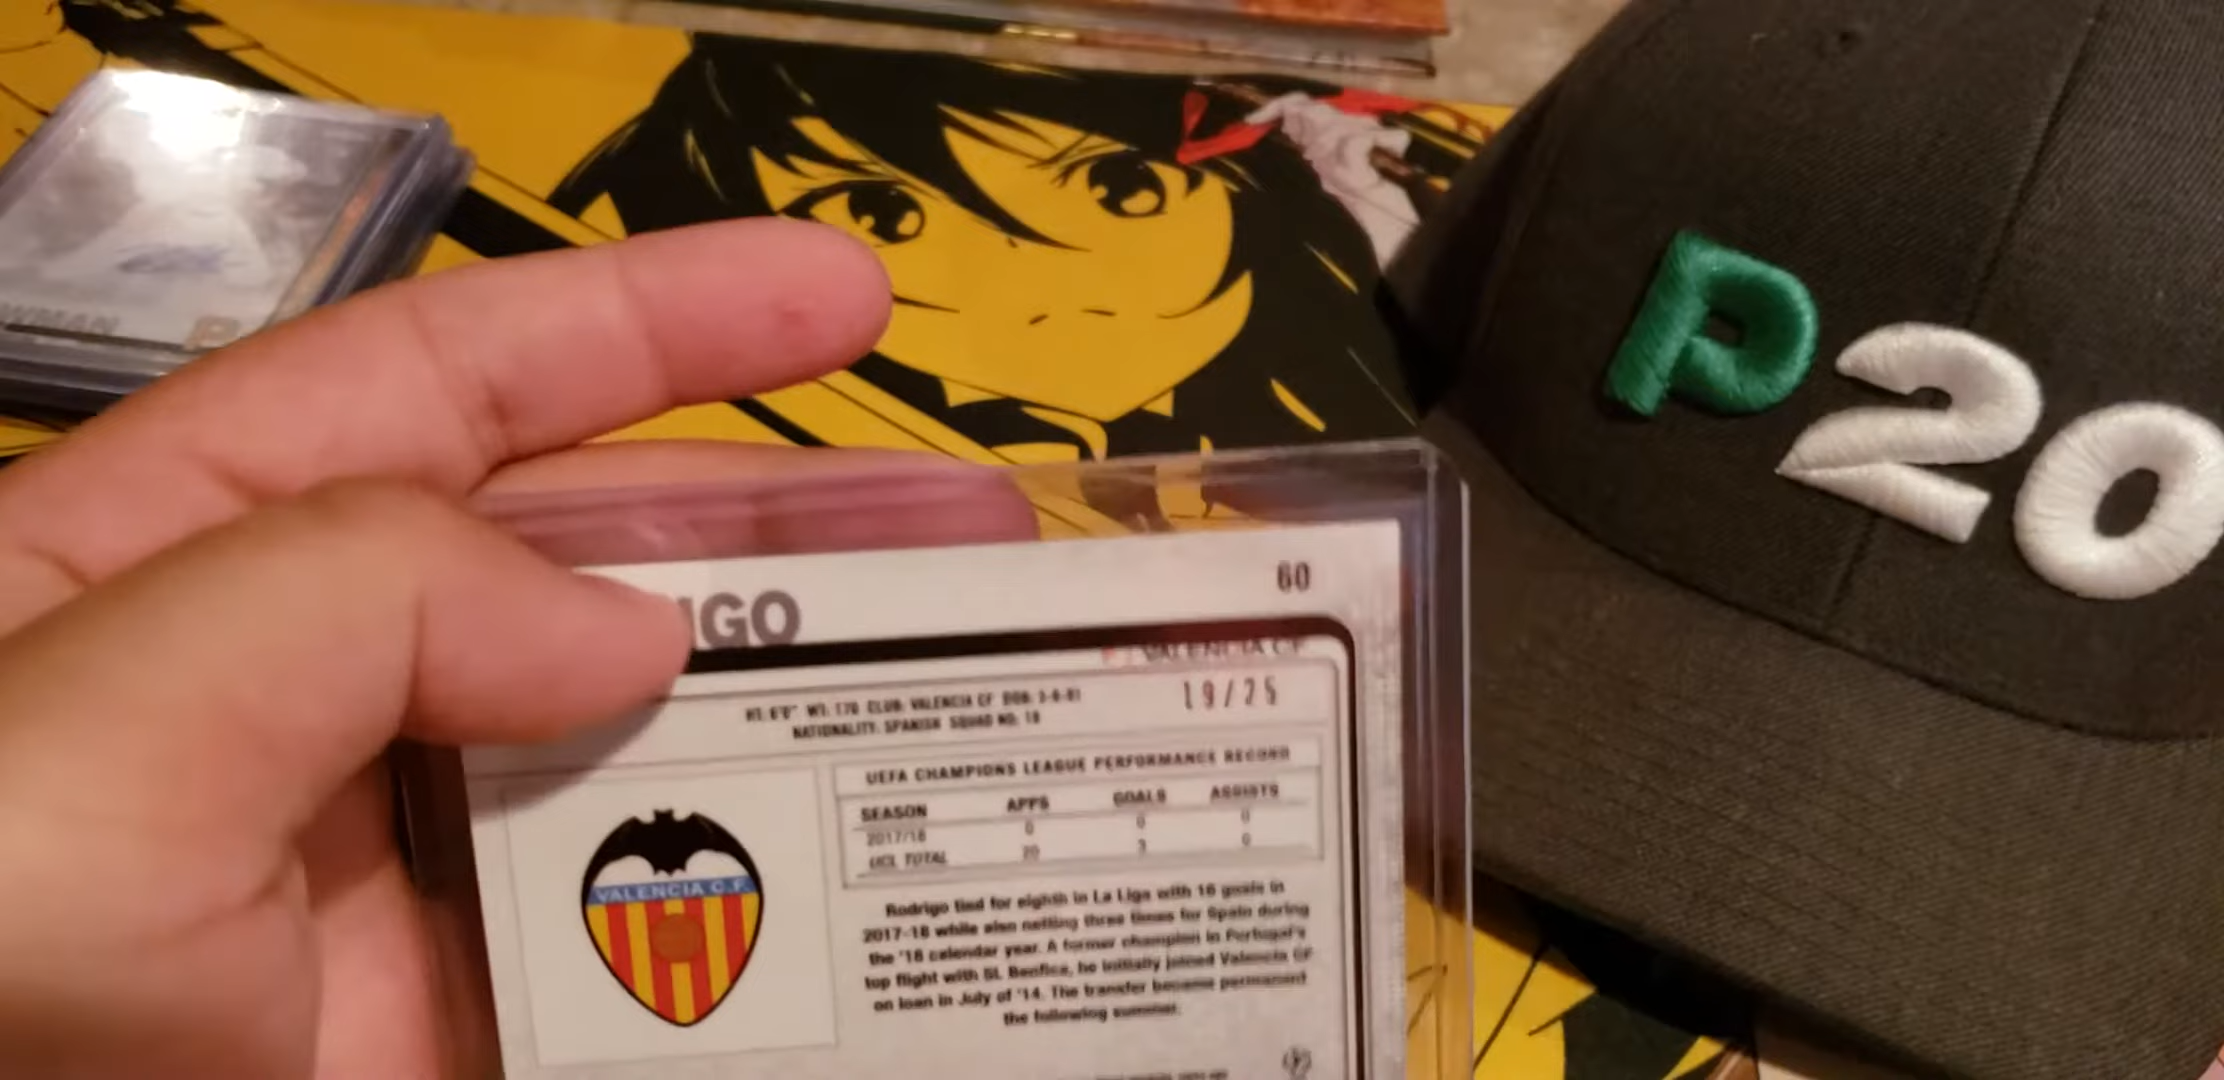 WMAN
P20
IGO
60
VALENCIA C.F.
19/25
HT: 6'0" WT: 170 CLUB: VALENCIA CF DOB: 3-6-91
NATIONALITY: SPANISH SQUAD NO: 19
UEFA CHAMPIONS LEAGUE PERFORMANCE RECORD
SEASON APPS GOALS ASSISTS
2017/18 0 0 0
UCL TOTAL 20 3 0
VALENCIA C.F.
Rodrigo tied for eighth in La Liga with 16 goals in
2017-18 while also netting three times for Spain during
the '18 calendar year. A former champion in Portugal's
top flight with SL Benfica, he initially joined Valencia CF
on loan in July of '14. The transfer became permanent
the following summer.